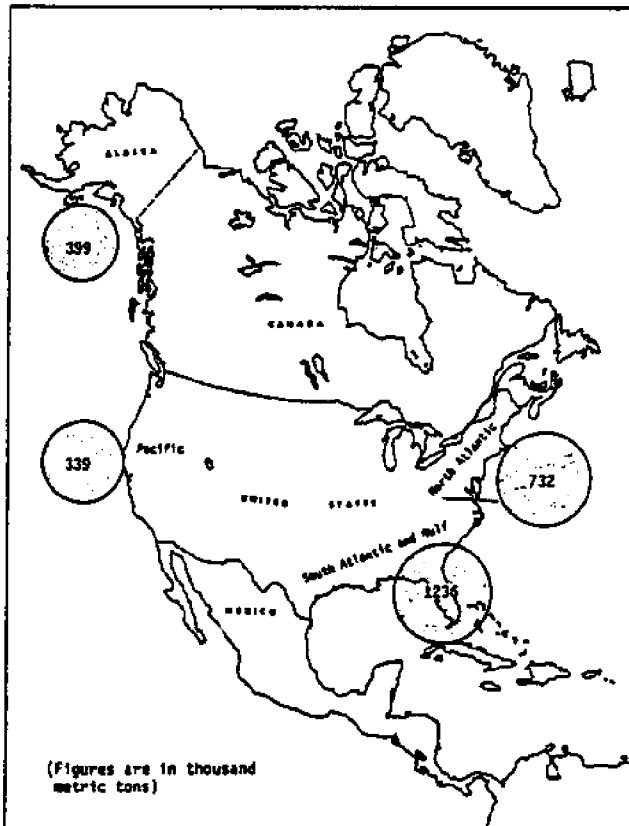 ALASKA
399
CANADA
Pacific
339
North Atlantic
732
UNITED STATES
South Atlantic and Gulf
1236
MEXICO
(Figures are in thousand
metric tons)